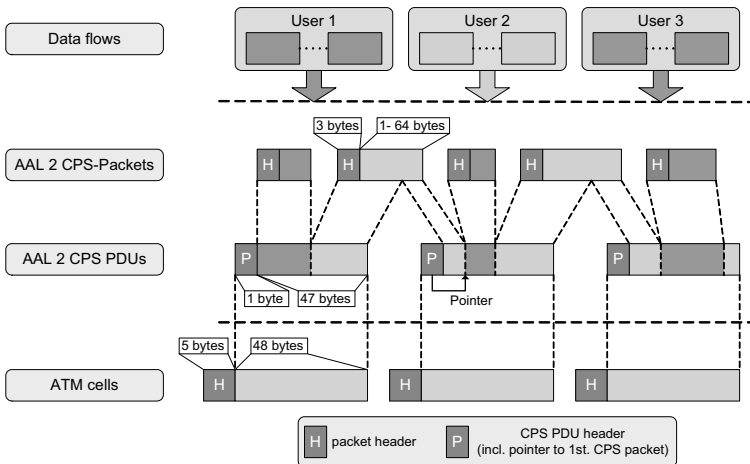 Data flows
User 1
User 2
User 3
3 bytes
1- 64 bytes
AAL 2 CPS-Packets
H
H
H
H
H
AAL 2 CPS PDUs
P
P
P
1 byte
47 bytes
Pointer
5 bytes
48 bytes
ATM cells
H
H
H
H packet header
P CPS PDU header
(incl. pointer to 1st. CPS packet)